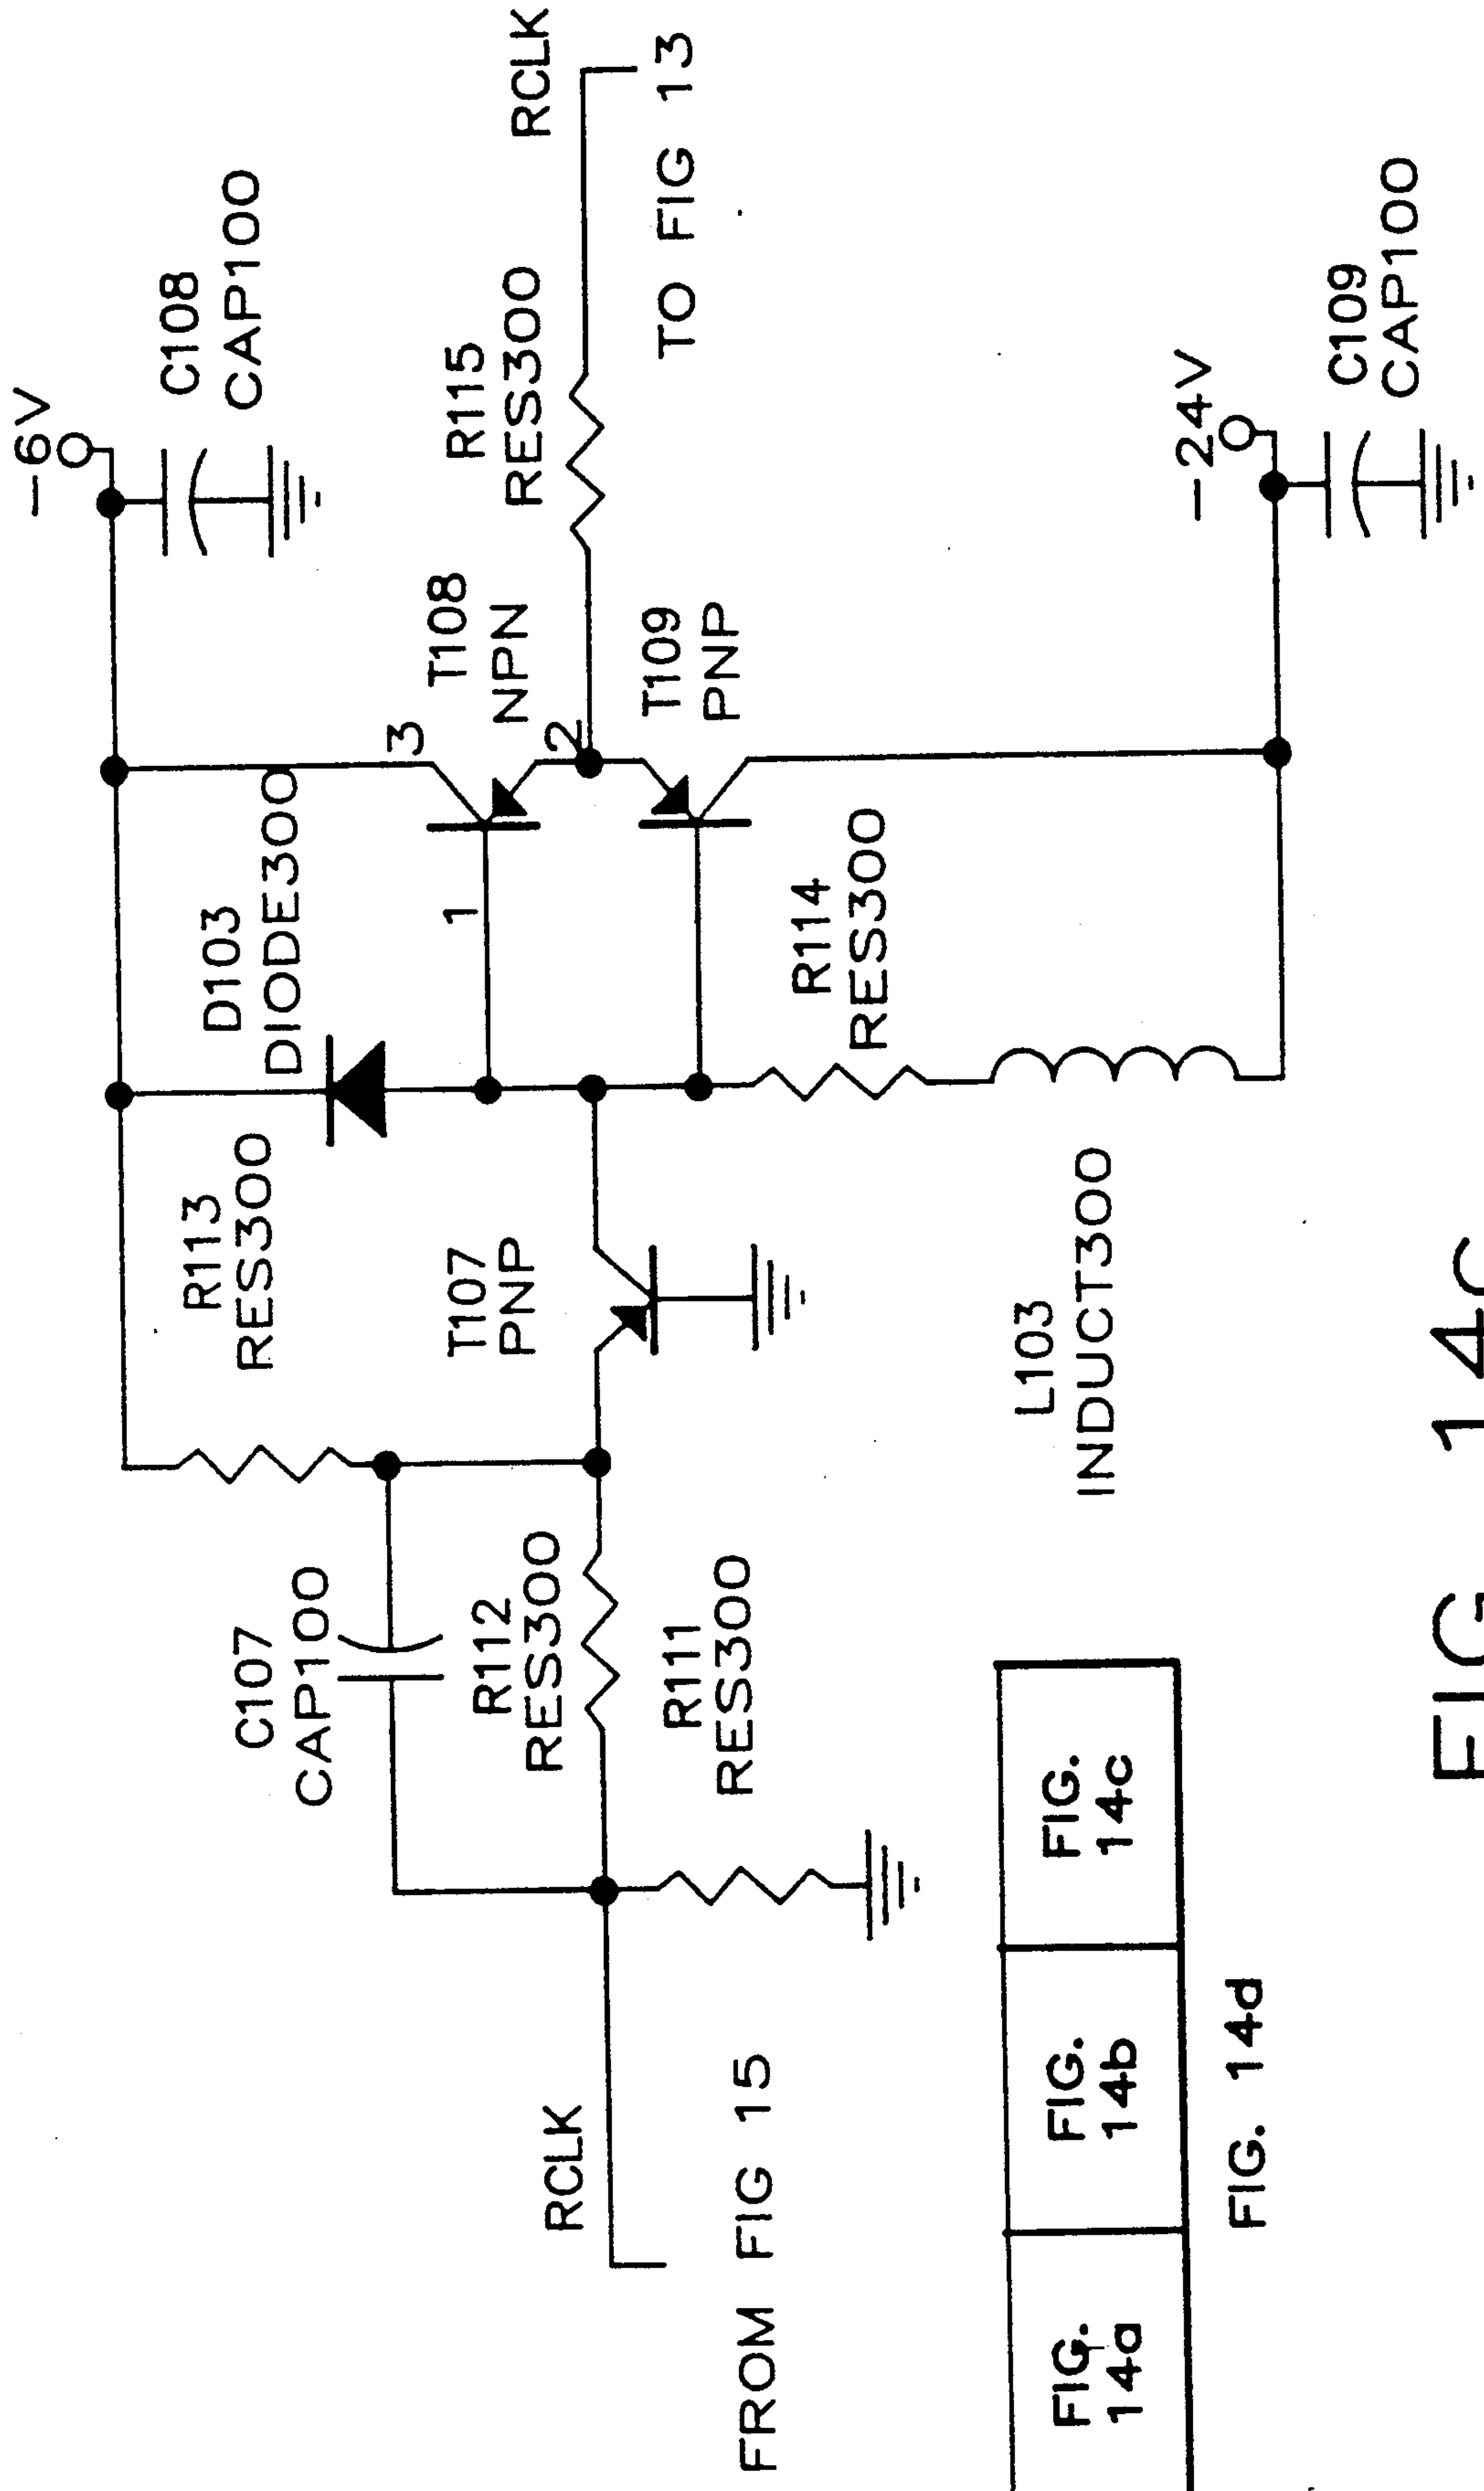 RCLK
FROM FIG 15
C107
CAP100
R112
RES300
R111
RES300
R113
RES300
T107
PNP
L103
INDUCT300
D103
DIODE300
1
R114
RES300
3
2
T108
NPN
T109
PNP
-6V
C108
CAP100
R115
RES300
RCLK
TO FIG 13
-24V
C109
CAP100
FIG.
14a
FIG.
14b
FIG.
14c
FIG. 14d
FIG 14c